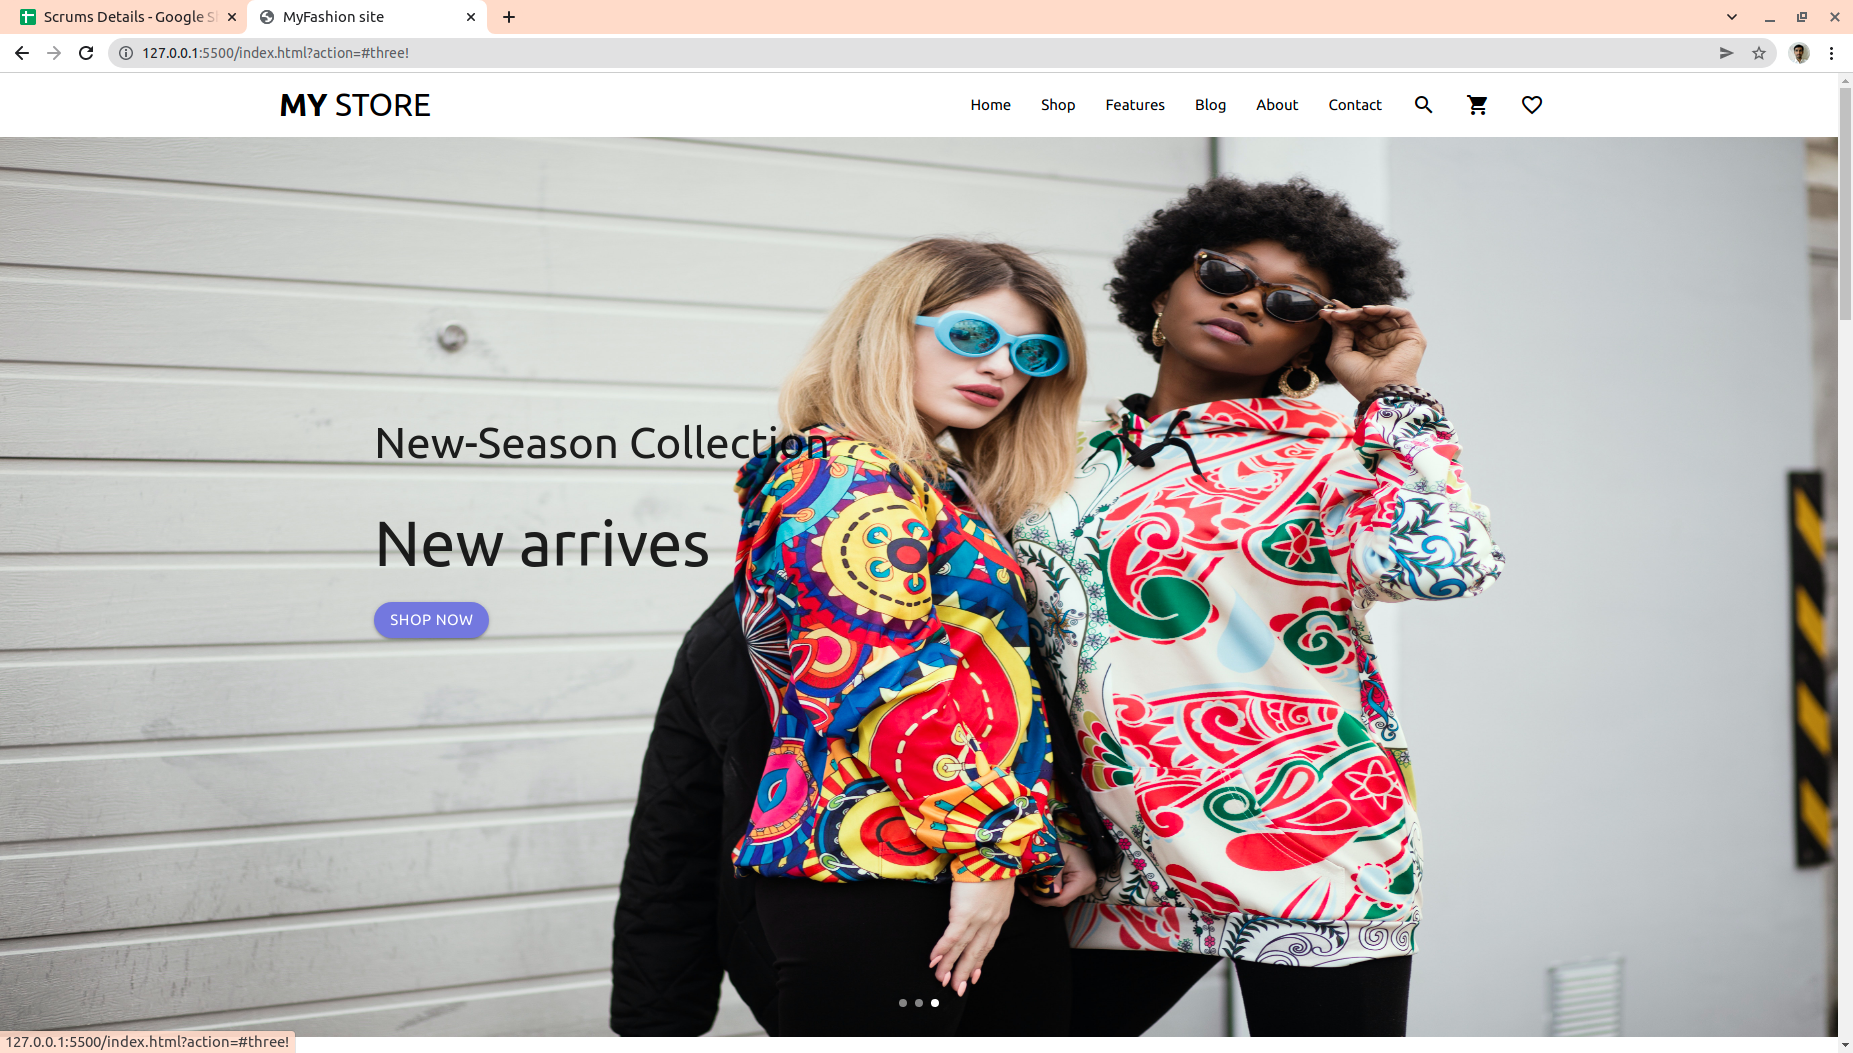 Scrums Details - Google S
MyFashion site
127.0.0.1:5500/index.html?action=#three!
MY STORE
Home
Shop
Features
Blog
About
Contact
New-Season Collection
New arrives
SHOP NOW
127.0.0.1:5500/index.html?action=#three!